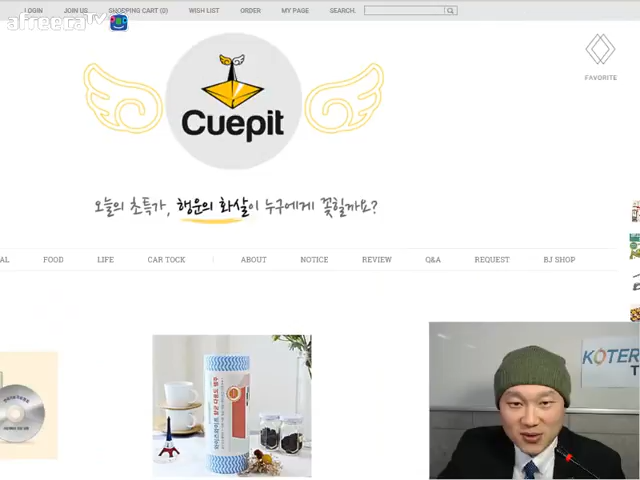 LOGIN JOIN US SHOPPING CART (0) WISH LIST ORDER MY PAGE SEARCH.
afreecaTV
FAVORITE
Cuepit
오늘의 초특가, 행운의 화살이 누구에게 꽂힐까요?
AL FOOD LIFE CAR TOCK ABOUT NOTICE REVIEW Q&A REQUEST BJ SHOP
KOTER
T